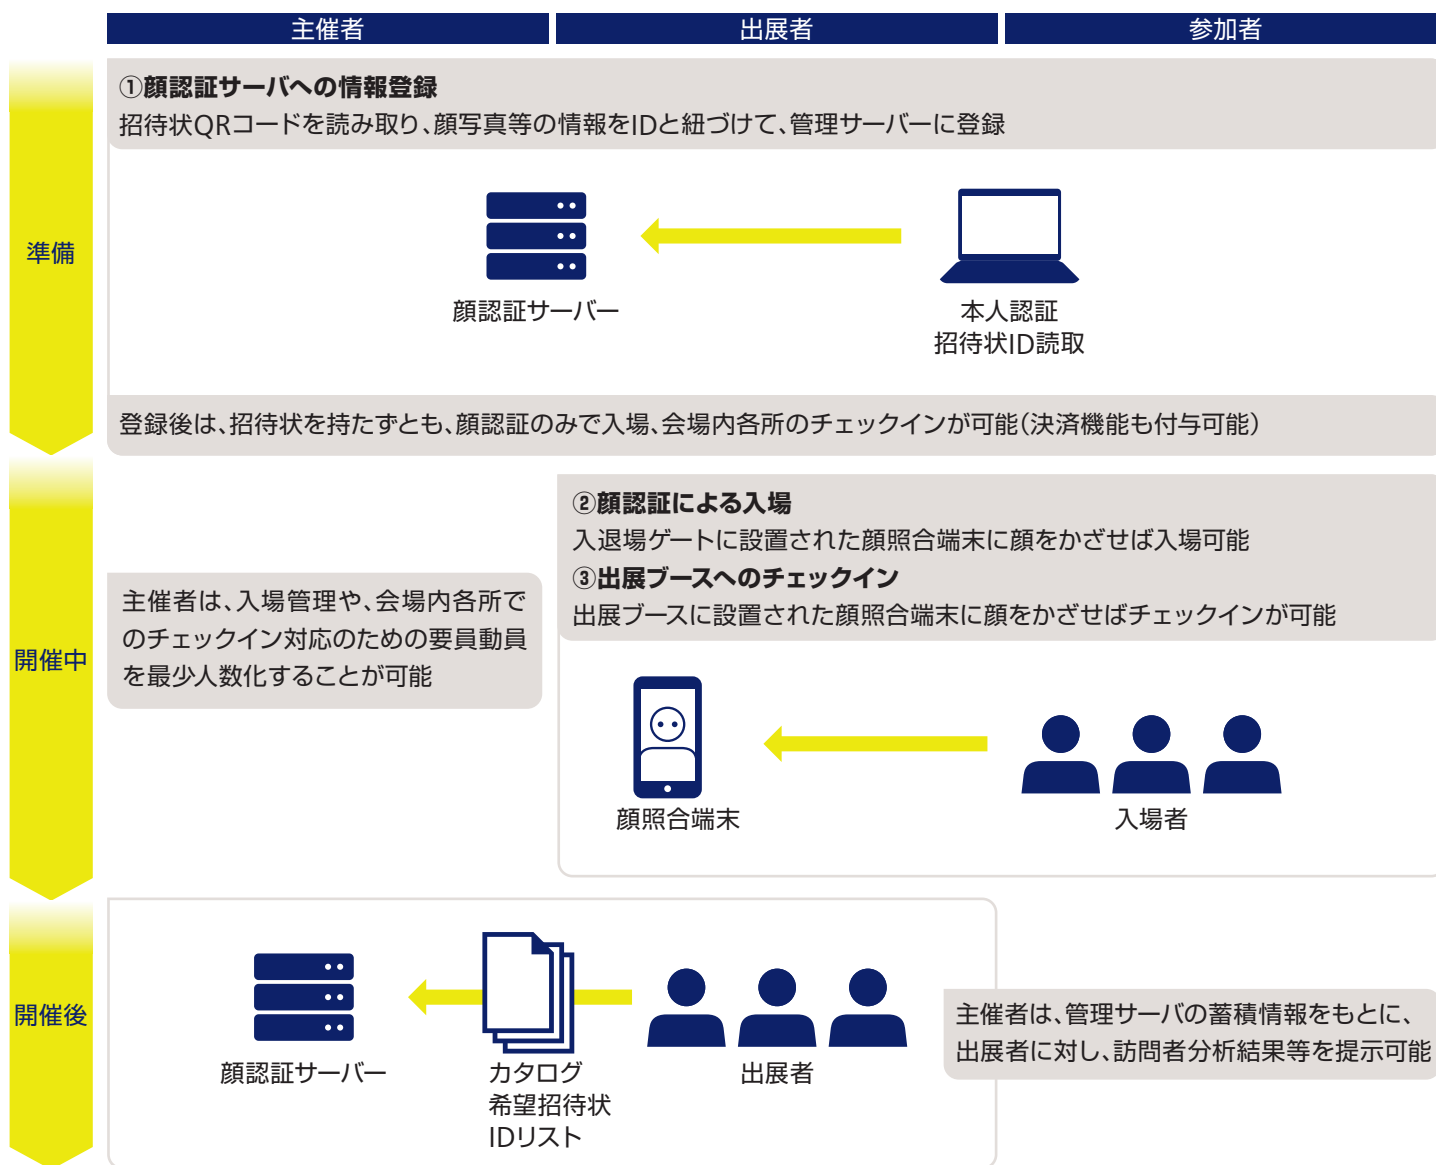 主催者
出展者
参加者
準備
①顔認証サーバへの情報登録
招待状QRコードを読み取り、顔写真等の情報をIDと紐づけて、管理サーバーに登録
顔認証サーバー
本人認証
招待状ID読取
登録後は、招待状を持たずとも、顔認証のみで入場、会場内各所のチェックインが可能(決済機能も付与可能)
開催中
主催者は、入場管理や、会場内各所で
のチェックイン対応のための要員動員
を最少人数化することが可能
②顔認証による入場
入退場ゲートに設置された顔照合端末に顔をかざせば入場可能
③出展ブースへのチェックイン
出展ブースに設置された顔照合端末に顔をかざせばチェックインが可能
顔照合端末
入場者
開催後
顔認証サーバー
カタログ
希望招待状
IDリスト
出展者
主催者は、管理サーバの蓄積情報をもとに、
出展者に対し、訪問者分析結果等を提示可能